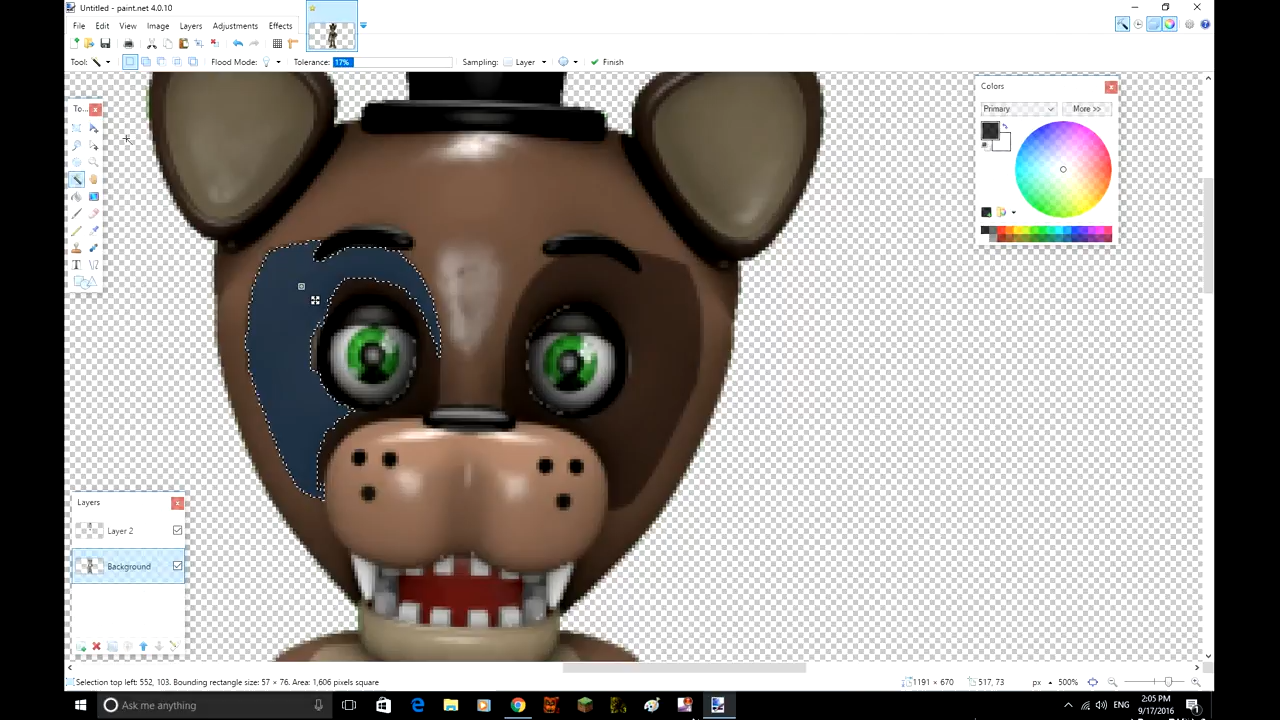 Untitled - paint.net 4.0.10
File Edit View Image Layers Adjustments Effects
Tool: Flood Mode: Tolerance: 17% Sampling: Layer Finish
To...
Colors
Primary More >>
Layers
Layer 2
Background
Selection top left: 552, 103. Bounding rectangle size: 57 × 76. Area: 1,606 pixels square
1191 × 670 517, 73 px 500%
Ask me anything
ENG 2:05 PM
9/17/2016